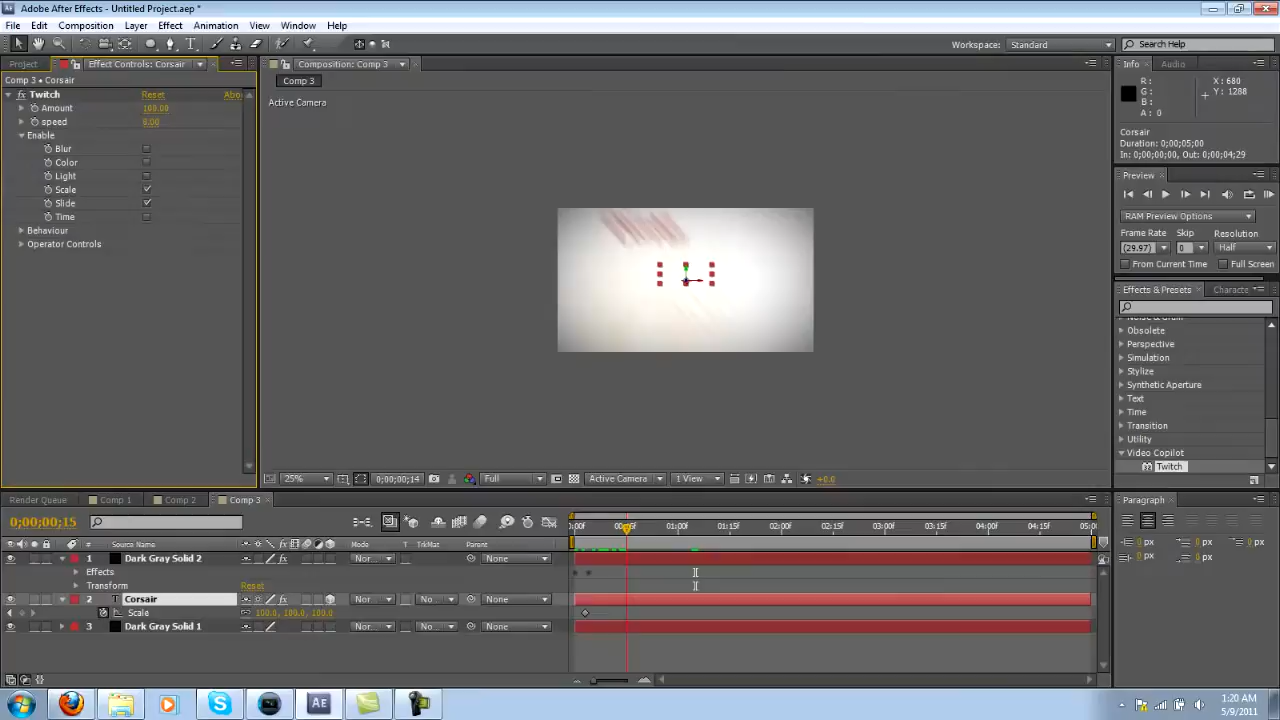 Adobe After Effects - Untitled Project.aep *
File Edit Composition Layer Effect Animation View Window Help
Workspace: Standard Search Help
Project Effect Controls: Corsair Composition: Comp 3 Info Audio
Comp 3 • Corsair
Comp 3
Twitch Reset Abo
Active Camera
R: X: 680
G: Y: 1288
B:
A: 0
Amount 100.00
speed 8.00
Enable
Blur
Color
Light
Scale
Slide
Time
Behaviour
Operator Controls
Corsair
Duration: 0;00;05;00
In: 0;00;00;00, Out: 0;00;04;29
Preview
RAM Preview Options
Frame Rate Skip Resolution
(29.97) 0 Half
From Current Time Full Screen
Effects & Presets Characte
Noise & Grain
Obsolete
Perspective
Simulation
Stylize
Synthetic Aperture
Text
Time
Transition
Utility
Video Copilot
Twitch
25% 0;00;00;14 Full Active Camera 1 View +0.0
Render Queue Comp 1 Comp 2 Comp 3 Paragraph
0;00;00;15
01:00f 01:15f 02:00f 02:15f 03:00f 03:15f 04:00f 04:15f
# Source Name Mode T TrkMat Parent
0 px 0 px 0 px
0 px 0 px
1 Dark Gray Solid 2 Nor... None
Effects
Transform Reset
2 T Corsair Nor... No... None
Scale 100.0, 100.0, 100.0
3 Dark Gray Solid 1 Nor... No... None
1:20 AM
5/9/2011